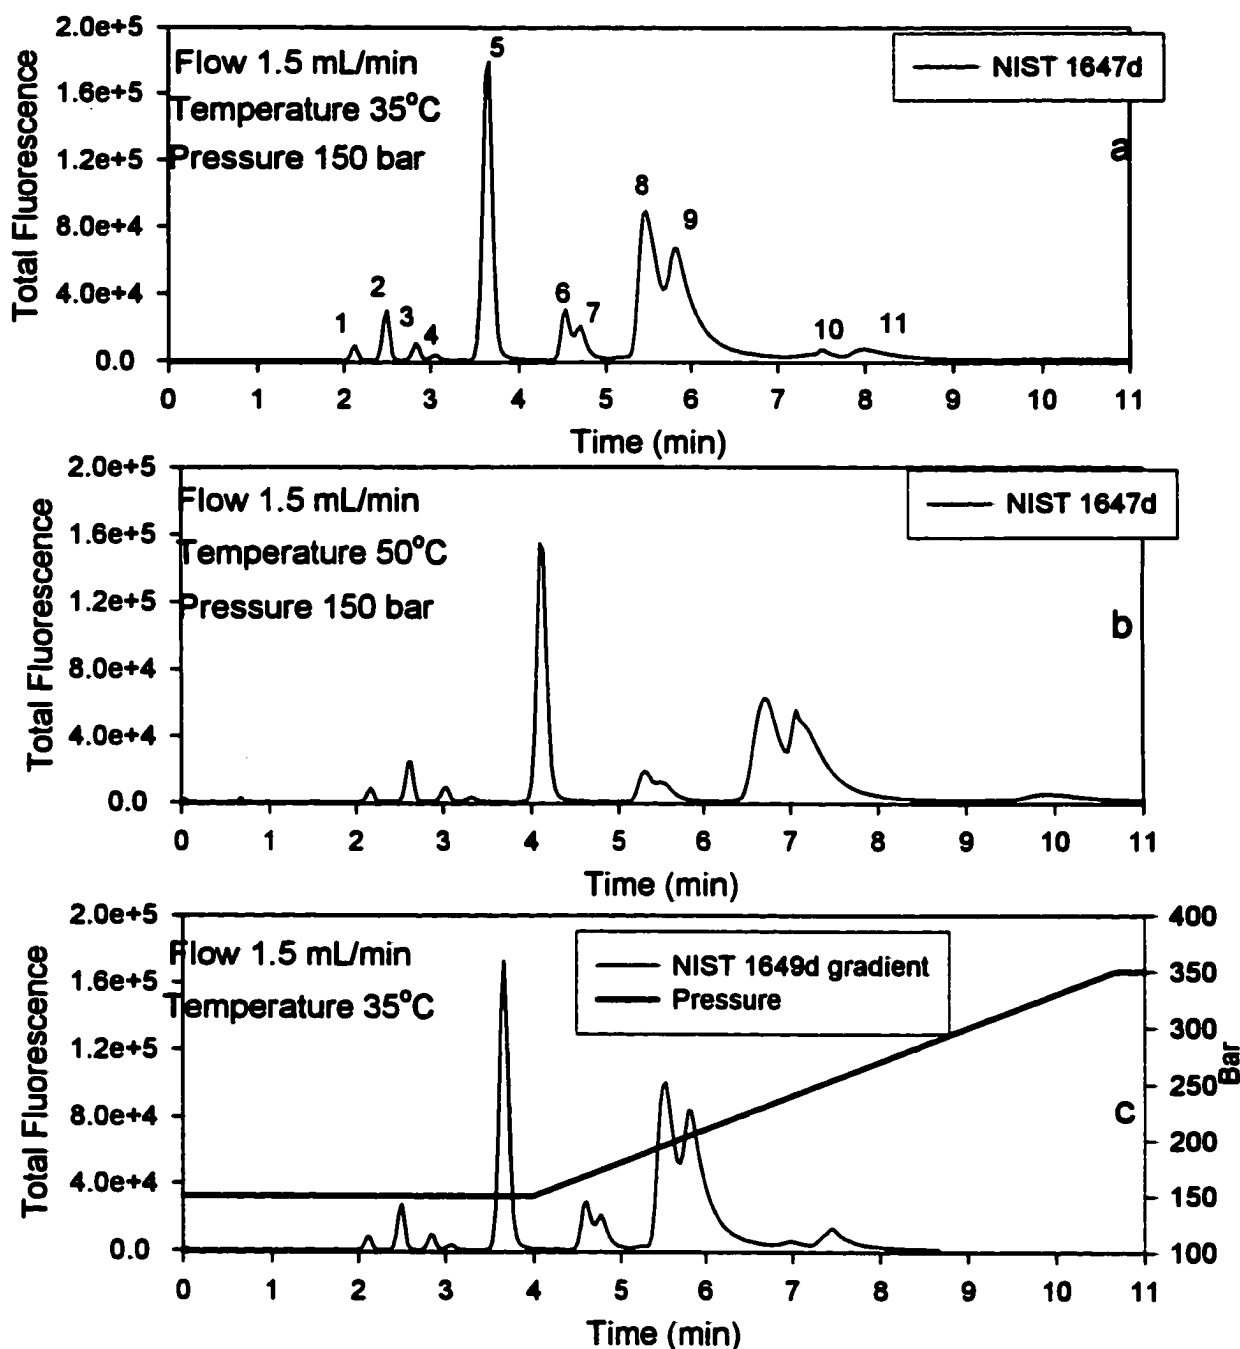 2.0e+5
1.6e+5
1.2e+5
8.0e+4
4.0e+4
0.0
Total Fluorescence
Flow 1.5 mL/min
Temperature 35°C
Pressure 150 bar
NIST 1647d
a
1
2
3
4
5
6
7
8
9
10
11
0 1 2 3 4 5 6 7 8 9 10 11
Time (min)
2.0e+5
1.6e+5
1.2e+5
8.0e+4
4.0e+4
0.0
Total Fluorescence
Flow 1.5 mL/min
Temperature 50°C
Pressure 150 bar
NIST 1647d
b
0 1 2 3 4 5 6 7 8 9 10 11
Time (min)
2.0e+5
1.6e+5
1.2e+5
8.0e+4
4.0e+4
0.0
Total Fluorescence
Flow 1.5 mL/min
Temperature 35°C
NIST 1649d gradient
Pressure
c
400
350
300
250
200
150
100
Bar
0 1 2 3 4 5 6 7 8 9 10 11
Time (min)